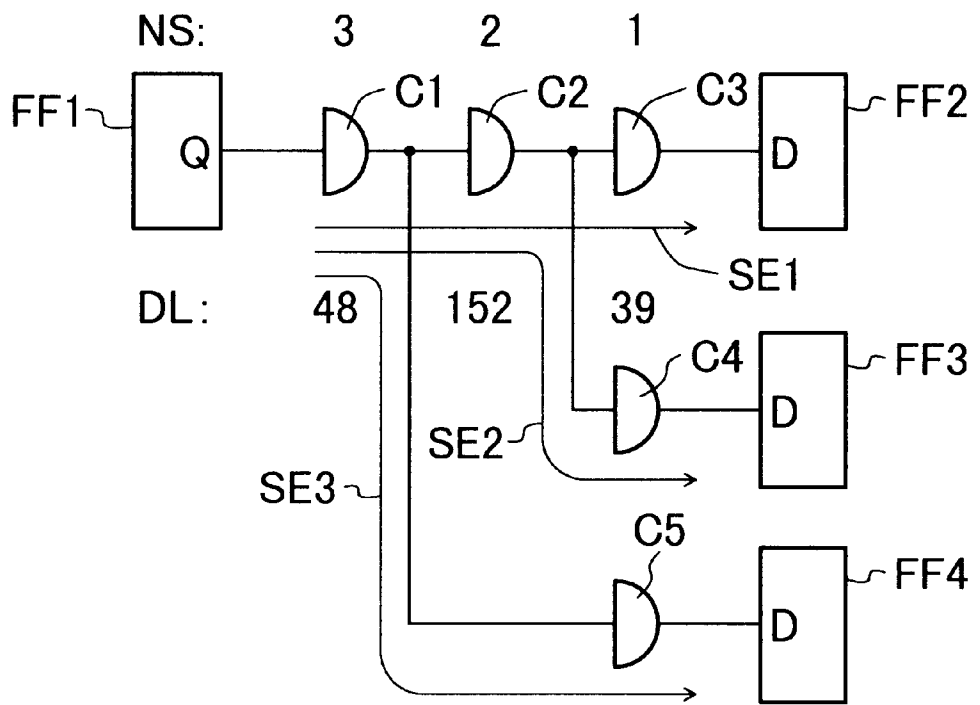 NS: 3 2 1
FF1 C1 C2 C3 FF2
Q D
SE1
DL: 48 152 39
C4 FF3
D
SE2
SE3
C5
FF4
D